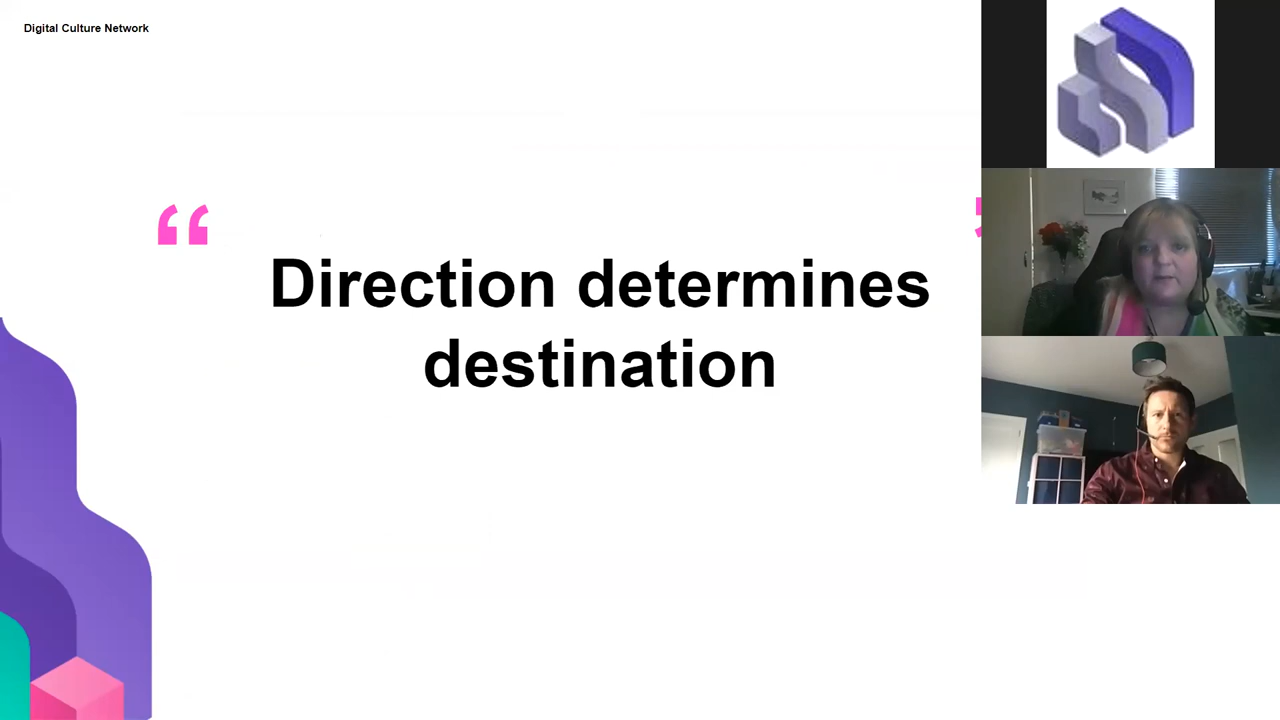 Digital Culture Network
“
Direction determines
destination